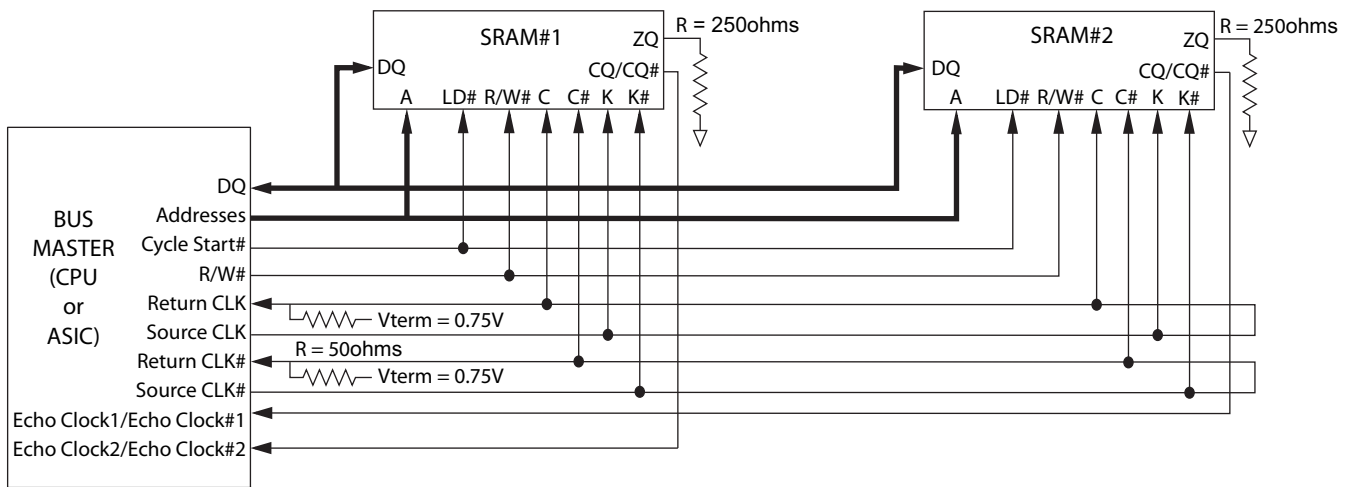 SRAM#1
ZQ
R = 250ohms
DQ
CQ/CQ#
A LD# R/W# C C# K K#
SRAM#2
ZQ
R = 250ohms
DQ
CQ/CQ#
A LD# R/W# C C# K K#
BUS
MASTER
(CPU
or
ASIC)
DQ
Addresses
Cycle Start#
R/W#
Return CLK
Vterm = 0.75V
Source CLK
R = 50ohms
Return CLK#
Vterm = 0.75V
Source CLK#
Echo Clock1/Echo Clock#1
Echo Clock2/Echo Clock#2